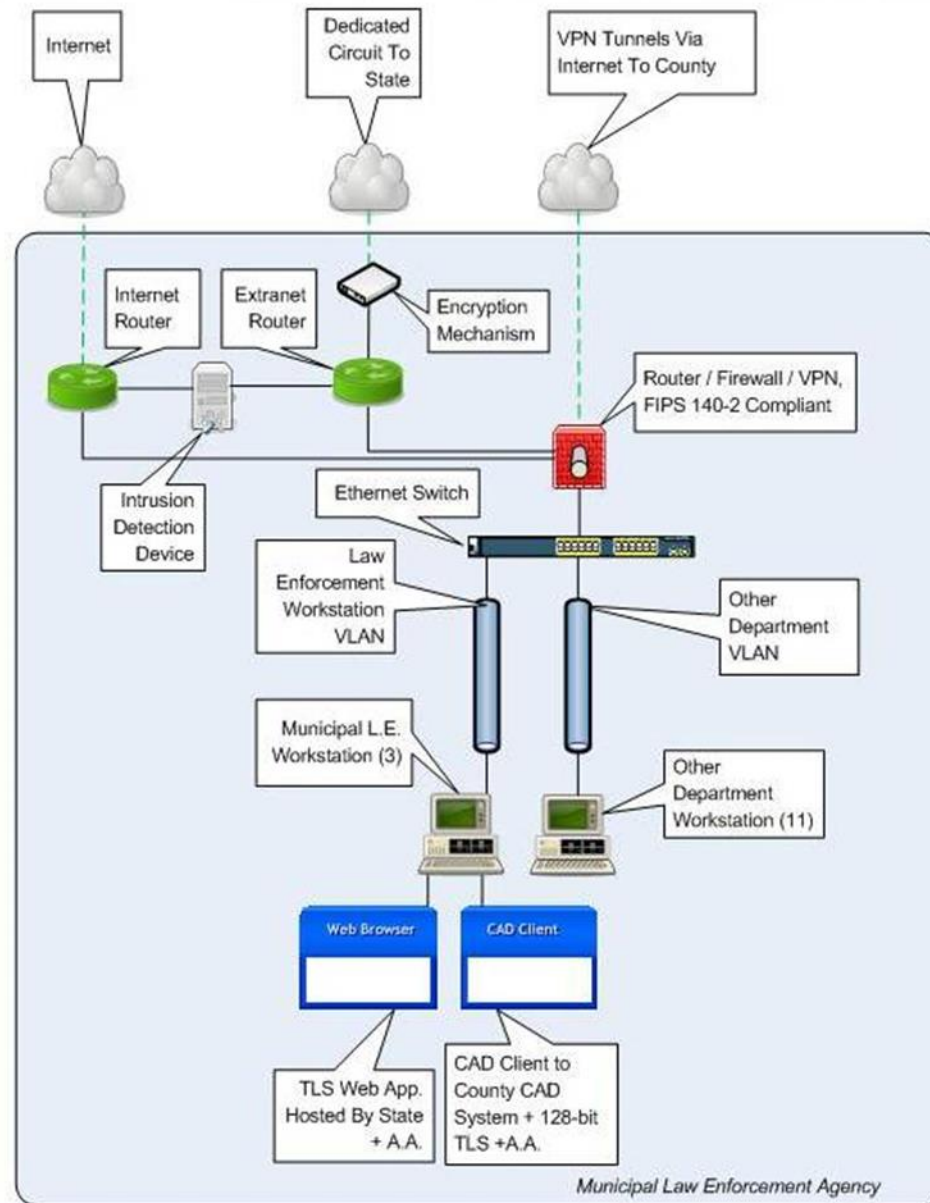 Internet
Dedicated
Circuit To
State
VPN Tunnels Via
Internet To County
Internet
Router
Extranet
Router
Encryption
Mechanism
Router / Firewall / VPN,
FIPS 140-2 Compliant
Intrusion
Detection
Device
Ethernet Switch
Law
Enforcement
Workstation
VLAN
Other
Department
VLAN
Municipal L.E.
Workstation (3)
Other
Department
Workstation (11)
Web Browser
CAD Client
TLS Web App.
Hosted By State
+ A.A.
CAD Client to
County CAD
System + 128-bit
TLS +A.A.
Municipal Law Enforcement Agency